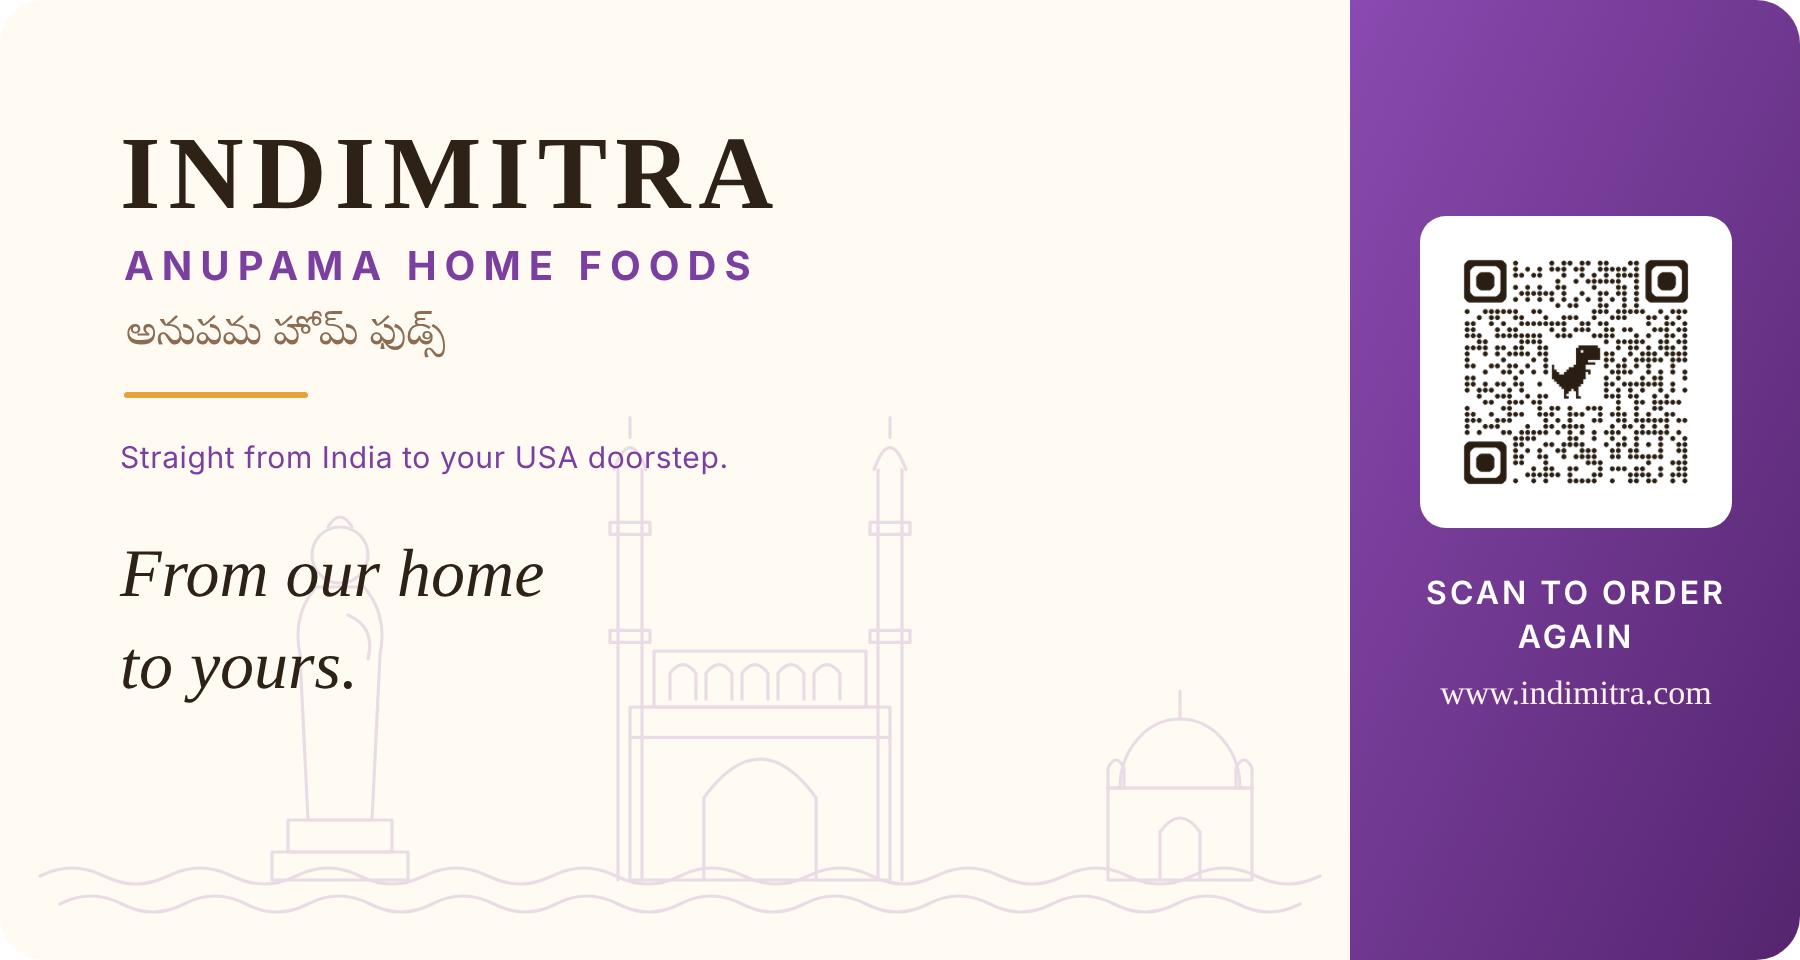 INDIMITRA
ANUPAMA HOME FOODS
అనుపమ హోమ్ ఫుడ్స్
Straight from India to your USA doorstep.
From our home
to yours.
SCAN TO ORDER
AGAIN
www.indimitra.com